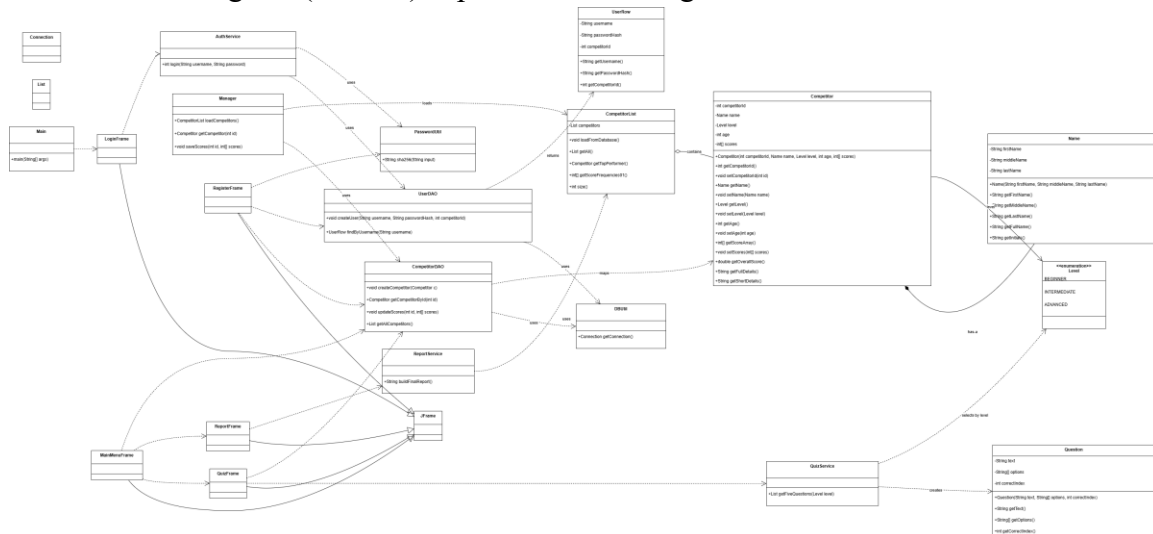 Connection
List
Main
+main(String[] args)
LoginFrame
AuthService
+int login(String username, String password)
Manager
+CompetitorList loadCompetitors()
+Competitor getCompetitor(int id)
+void saveScores(int id, int[] scores)
RegisterFrame
PasswordUtil
+String sha256(String input)
UserDAO
+void createUser(String username, String passwordHash, int competitorId)
+UserRow findByUsername(String username)
CompetitorDAO
+void createCompetitor(Competitor c)
+Competitor getCompetitorById(int id)
+void updateScores(int id, int[] scores)
+List getAllCompetitors()
ReportService
+String buildFinalReport()
JFrame
ReportFrame
MainMenuFrame
QuizFrame
UserRow
-String username
-String passwordHash
-int competitorId
+String getUsername()
+String getPasswordHash()
+int getCompetitorId()
CompetitorList
-List competitors
+void loadFromDatabase()
+List getAll()
+Competitor getTopPerformer()
+int[] getScoreFrequencies1to5()
+int size()
DBUtil
+Connection getConnection()
Competitor
-int competitorId
-Name name
-Level level
-int age
-int[] scores
+Competitor(int competitorId, Name name, Level level, int age, int[] scores)
+int getCompetitorId()
+void setCompetitorId(int id)
+Name getName()
+void setName(Name name)
+Level getLevel()
+void setLevel(Level level)
+int getAge()
+void setAge(int age)
+int[] getScoreArray()
+void setScores(int[] scores)
+double getOverallScore()
+String getFullDetails()
+String getShortDetails()
Name
-String firstName
-String middleName
-String lastName
+Name(String firstName, String middleName, String lastName)
+String getFirstName()
+String getMiddleName()
+String getLastName()
+String getFullName()
+String getInitials()
<<enumeration>>
Level
BEGINNER
INTERMEDIATE
ADVANCED
QuizService
+List getFiveQuestions(Level level)
Question
-String text
-String[] options
-int correctIndex
+Question(String text, String[] options, int correctIndex)
+String getText()
+String[] getOptions()
+int getCorrectIndex()
uses
uses
loads
returns
contains
uses
maps
uses
uses
has a
selects by level
creates